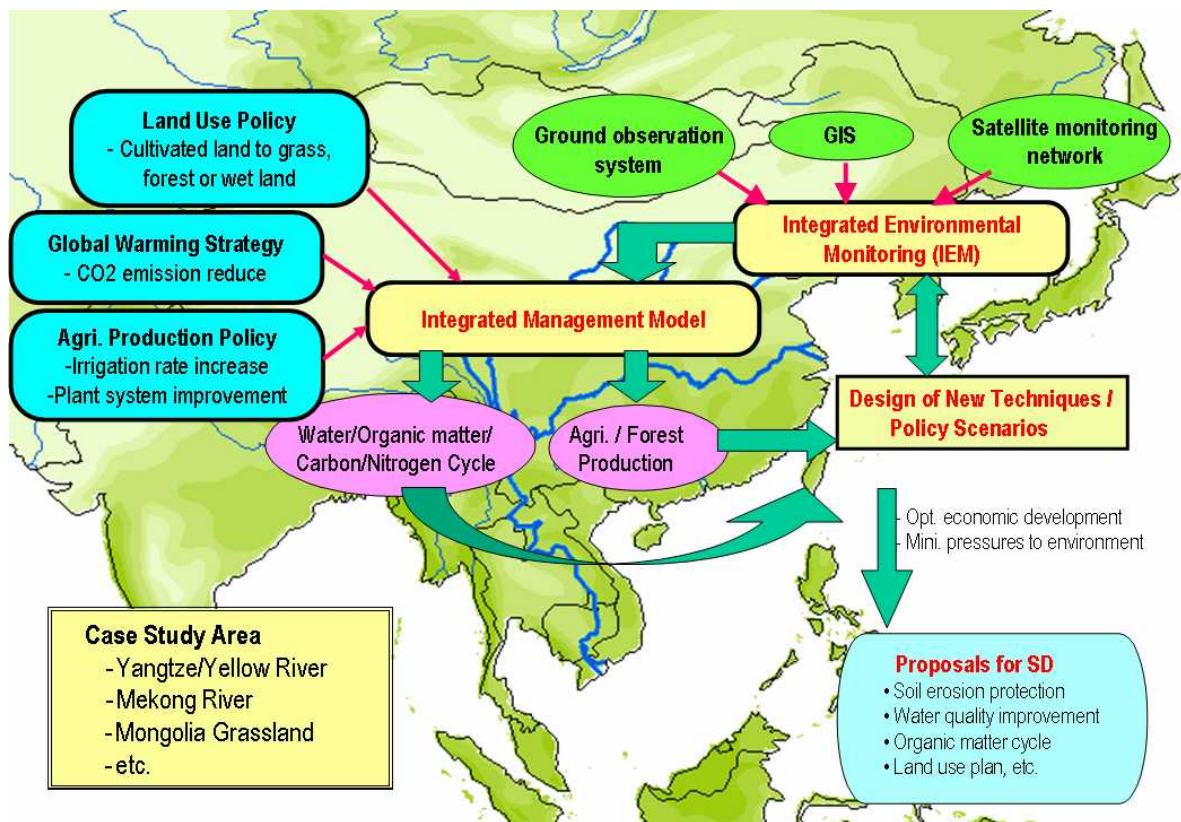 Land Use Policy
- Cultivated land to grass,
forest or wet land
Global Warming Strategy
- CO2 emission reduce
Agri. Production Policy
-Irrigation rate increase
-Plant system improvement
Ground observation
system
GIS
Satellite monitoring
network
Integrated Environmental
Monitoring (IEM)
Integrated Management Model
Water/Organic matter/
Carbon/Nitrogen Cycle
Agri. / Forest
Production
Design of New Techniques /
Policy Scenarios
- Opt. economic development
- Mini. pressures to environment
Case Study Area
-Yangtze/Yellow River
-Mekong River
-Mongolia Grassland
-etc.
Proposals for SD
• Soil erosion protection
• Water quality improvement
• Organic matter cycle
• Land use plan, etc.